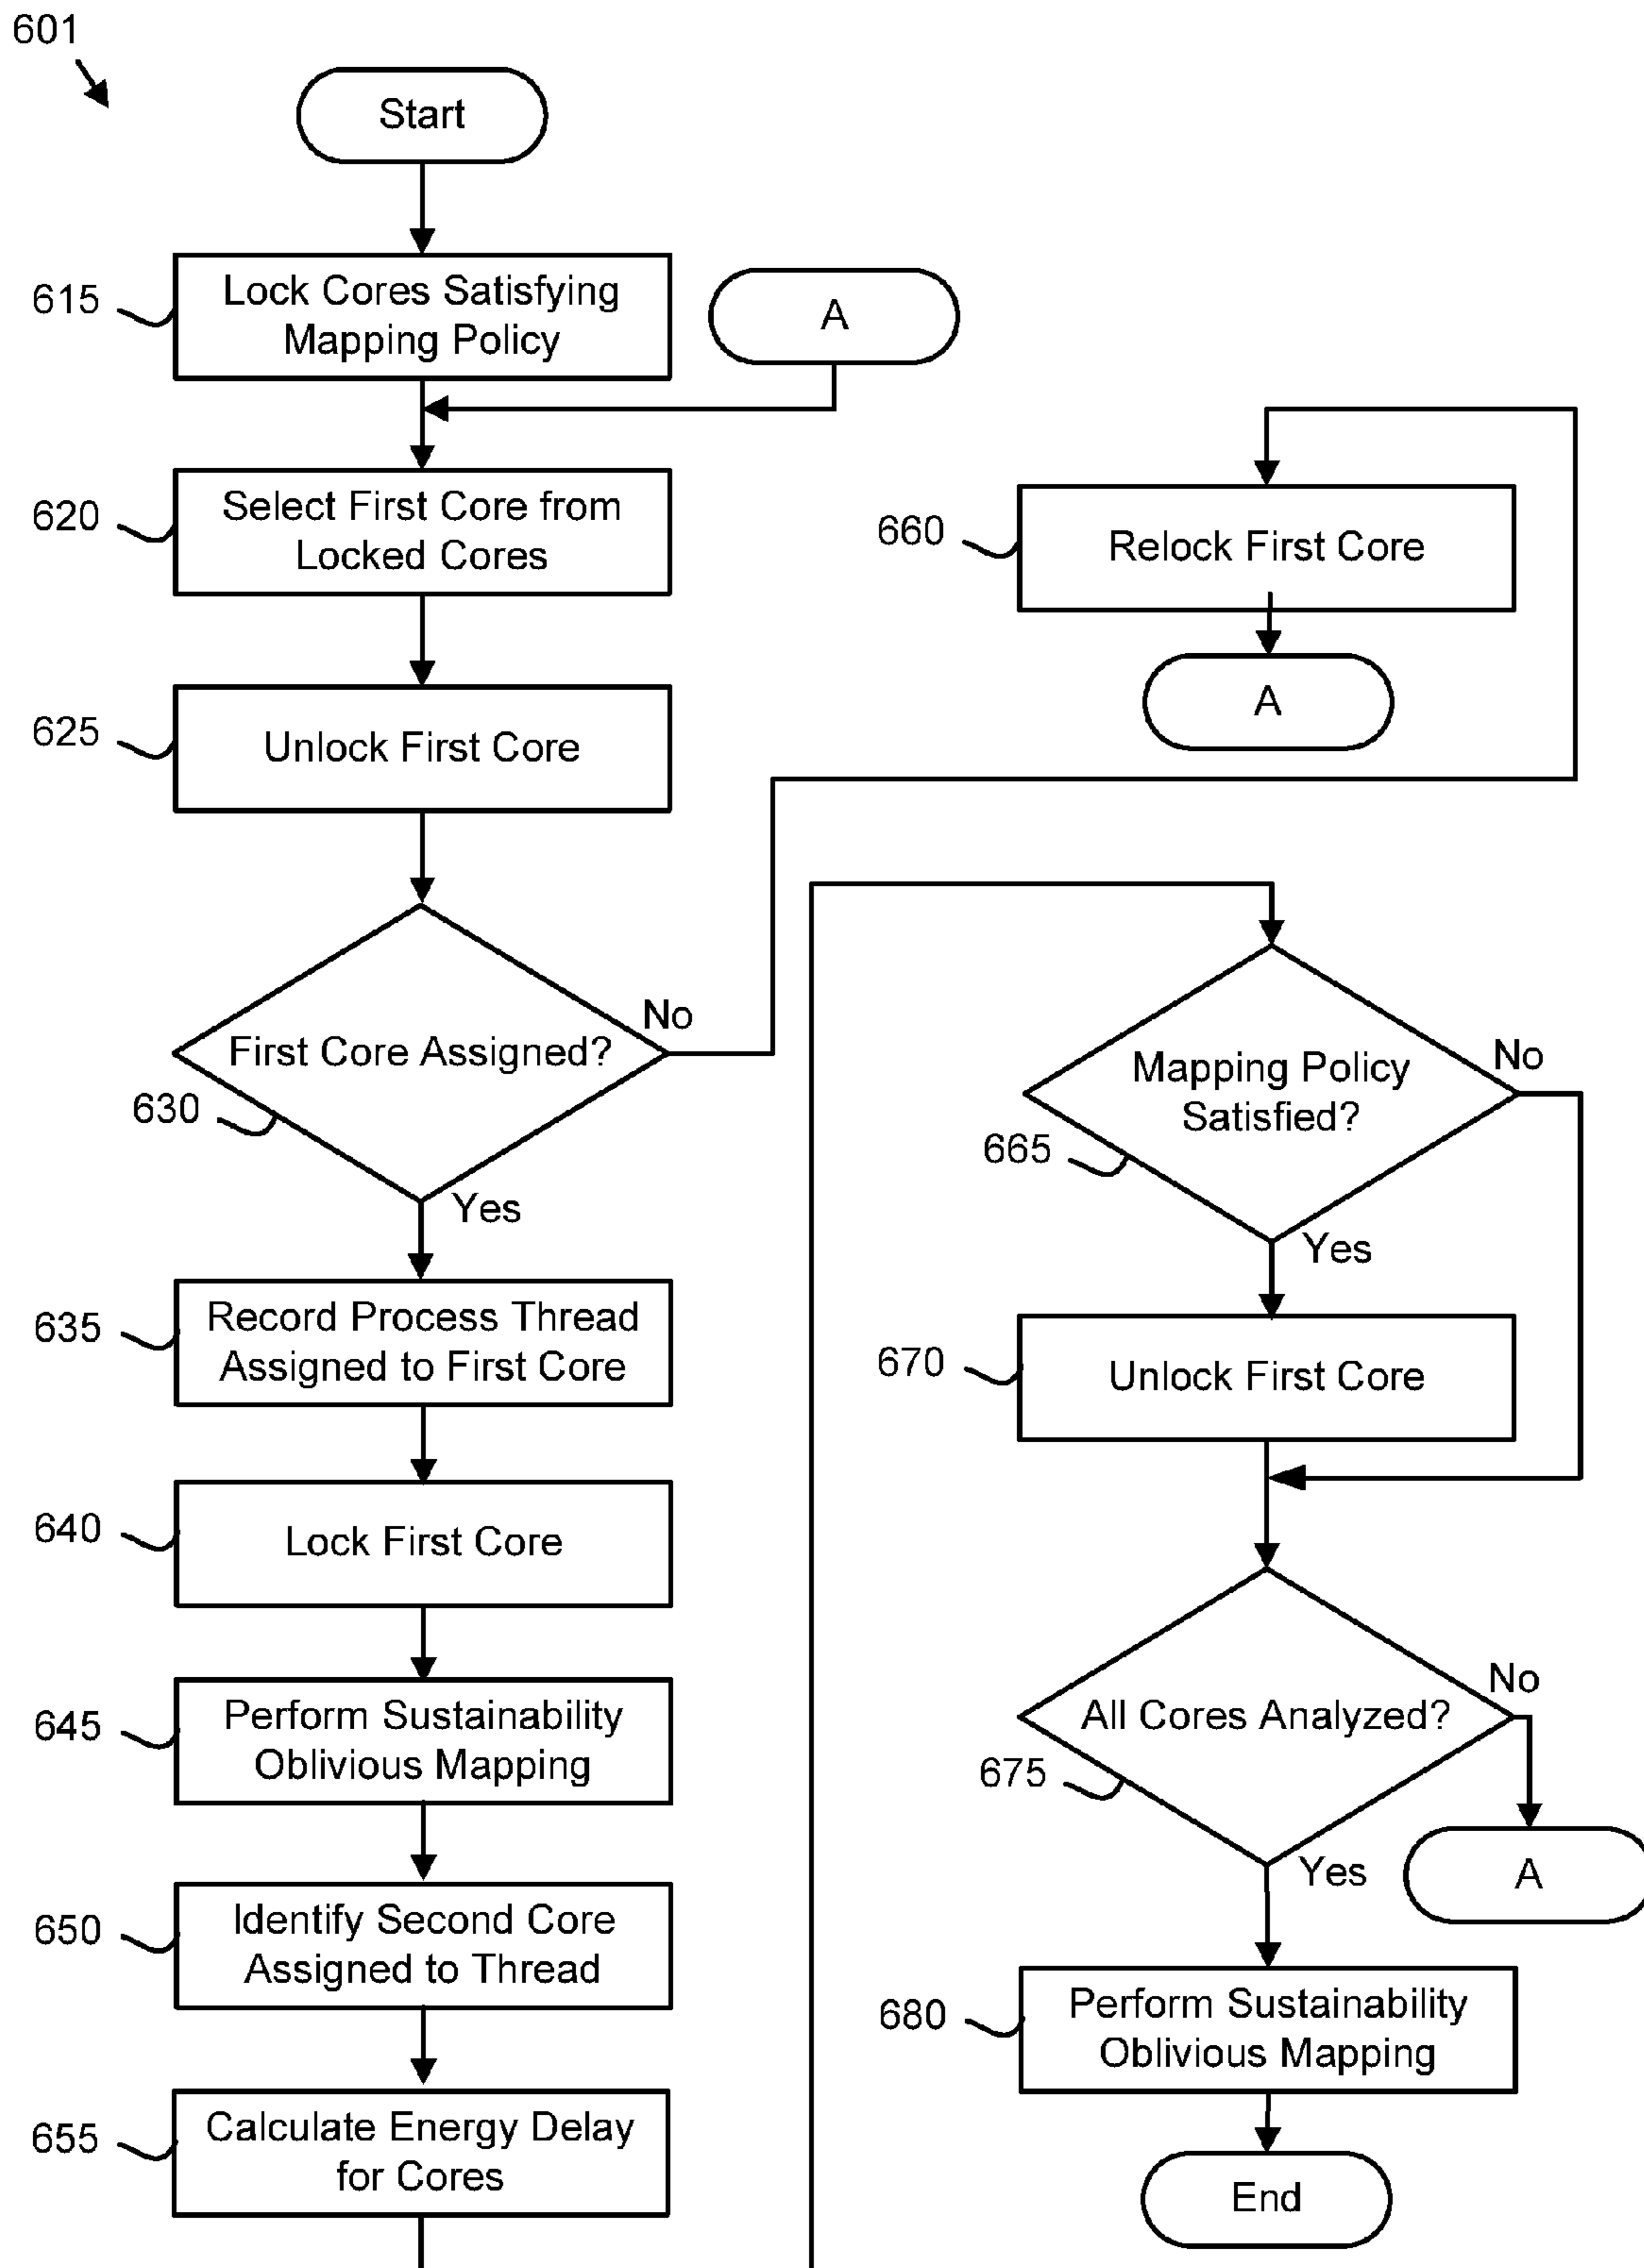 601
Start
615
Lock Cores Satisfying
Mapping Policy
A
620
Select First Core from
Locked Cores
625
Unlock First Core
First Core Assigned?
No
630
Yes
635
Record Process Thread
Assigned to First Core
640
Lock First Core
645
Perform Sustainability
Oblivious Mapping
650
Identify Second Core
Assigned to Thread
655
Calculate Energy Delay
for Cores
660
Relock First Core
A
Mapping Policy
Satisfied?
No
665
Yes
670
Unlock First Core
All Cores Analyzed?
No
675
Yes
A
680
Perform Sustainability
Oblivious Mapping
End